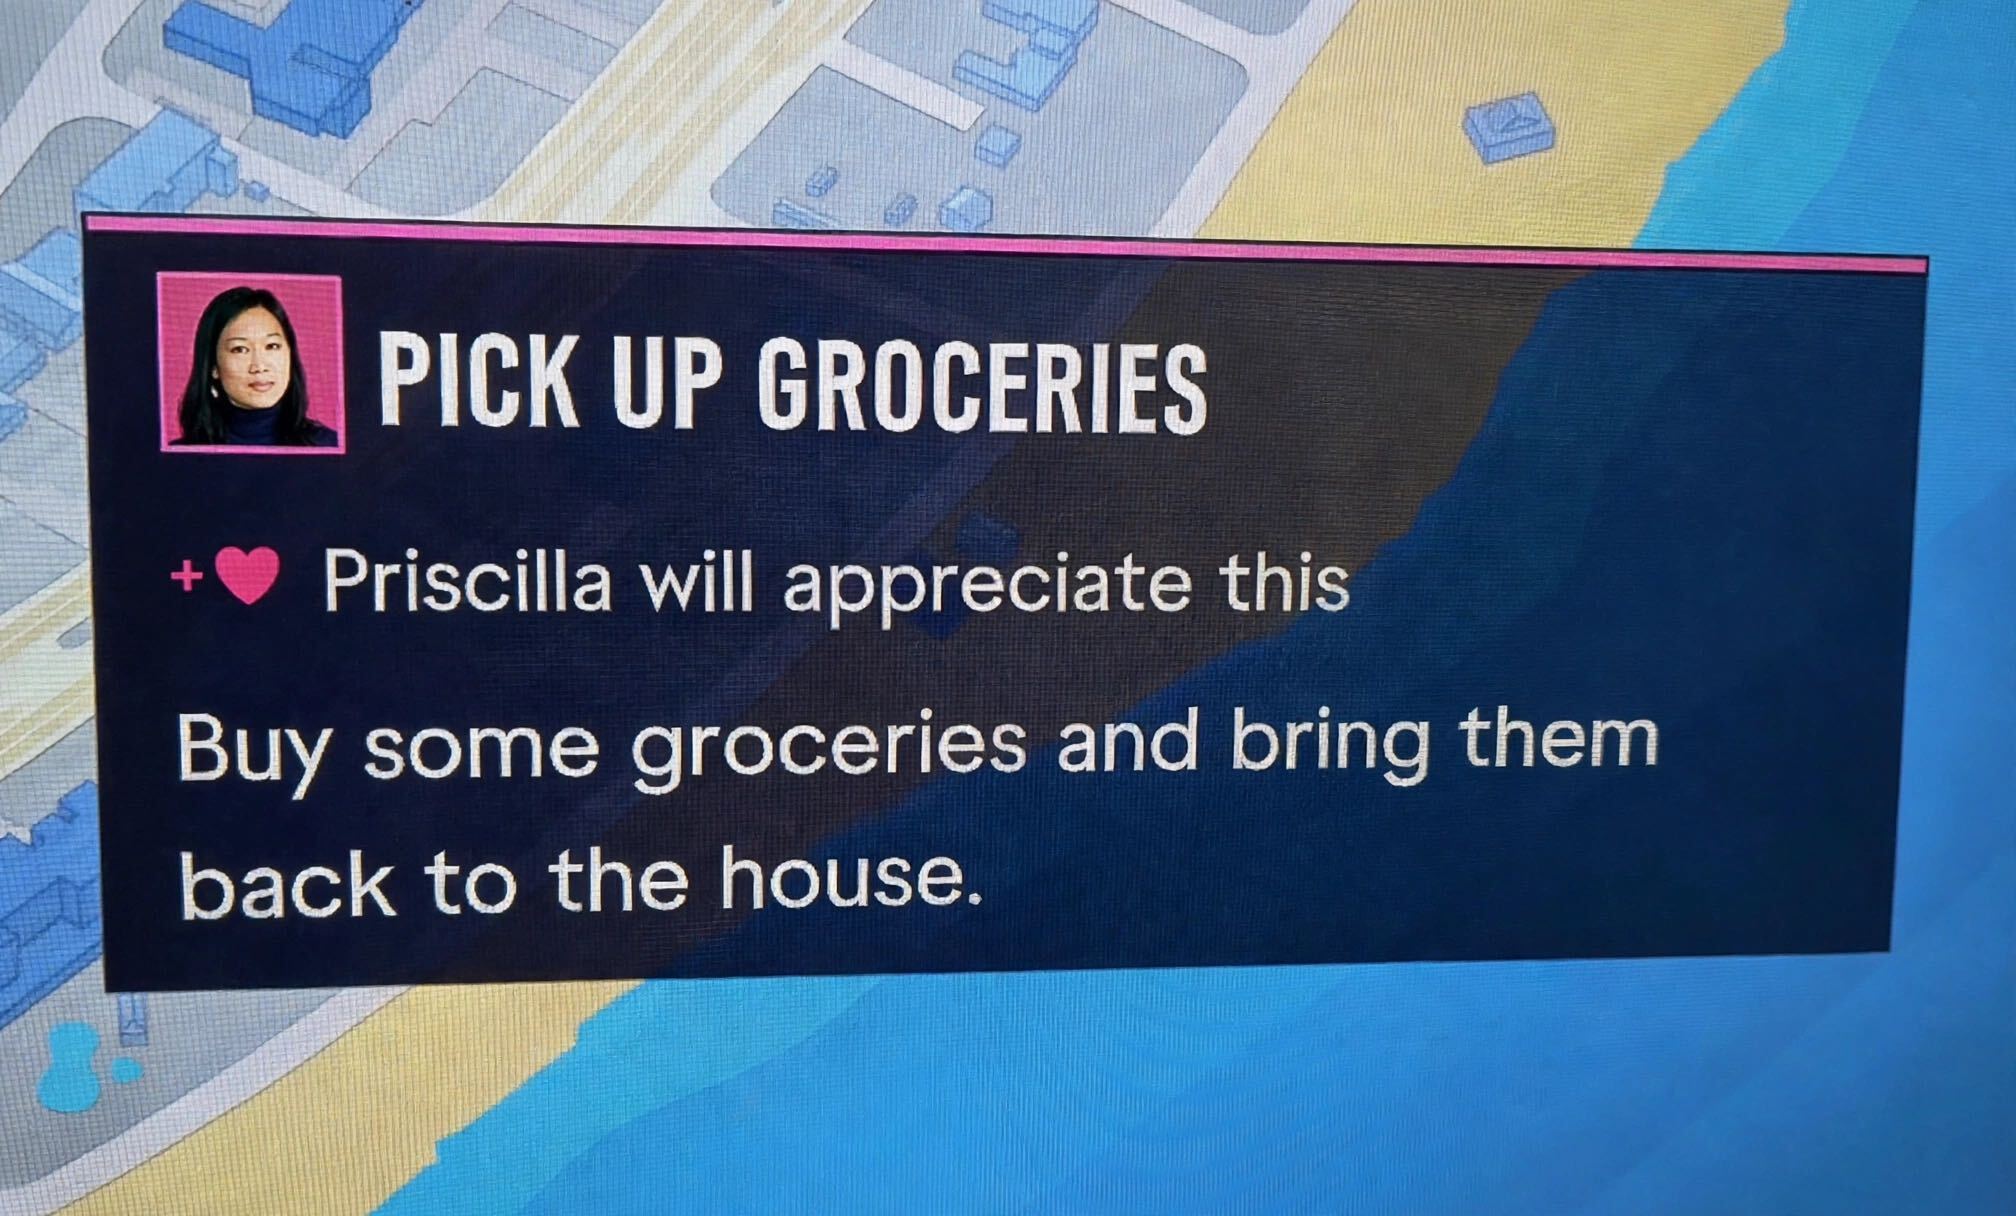 PICK UP GROCERIES
+ Priscilla will appreciate this
Buy some groceries and bring them
back to the house.